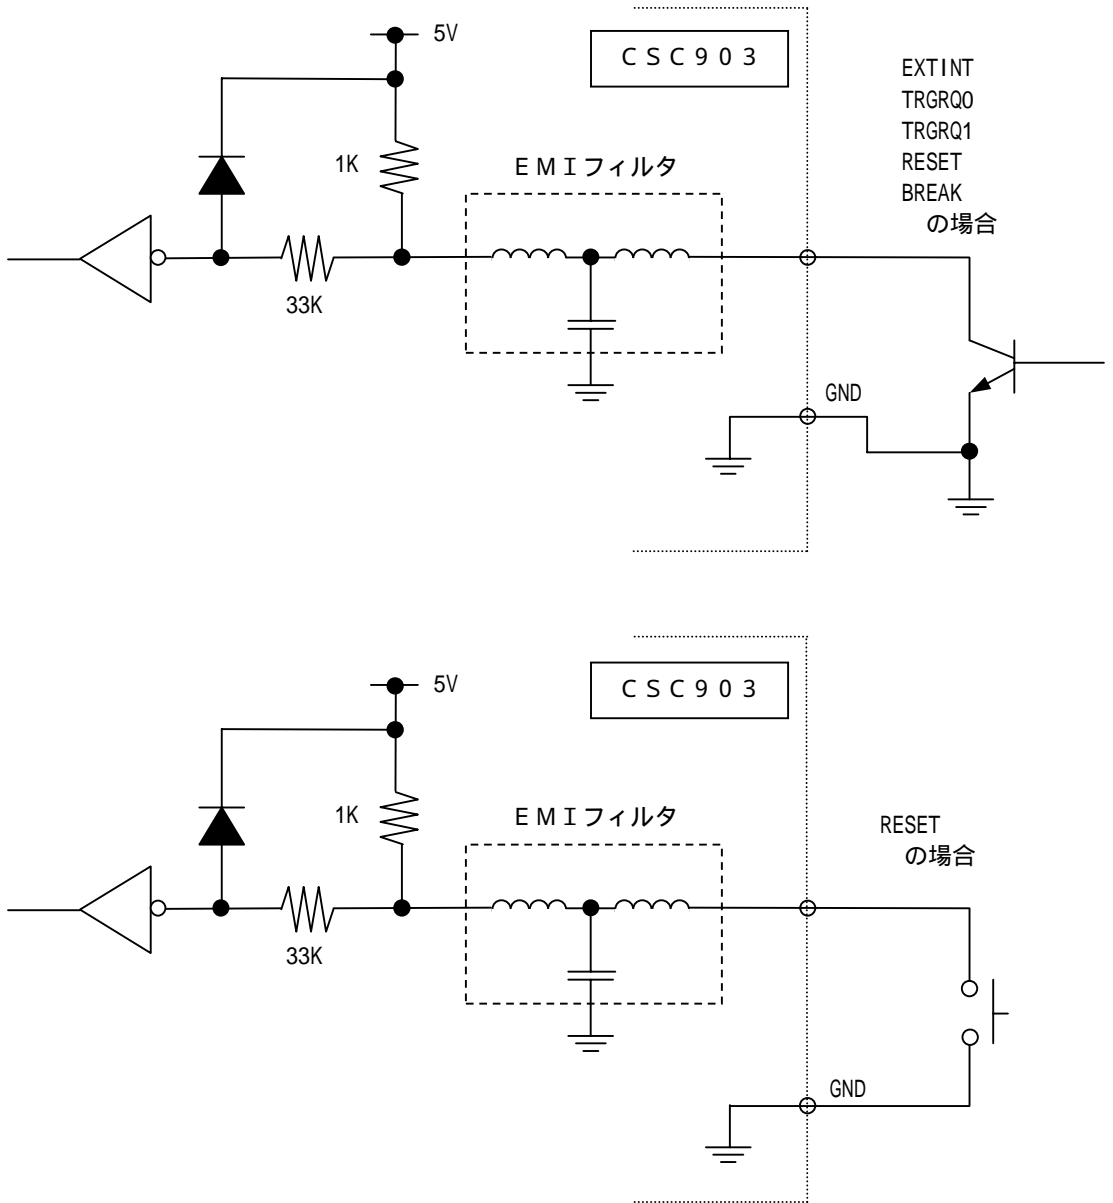 5V
ＣＳＣ９０３
EXTINT
TRGRQ0
TRGRQ1
RESET
BREAK
の場合
1K
ＥＭＩフィルタ
33K
GND
5V
ＣＳＣ９０３
1K
ＥＭＩフィルタ
RESET
の場合
33K
GND